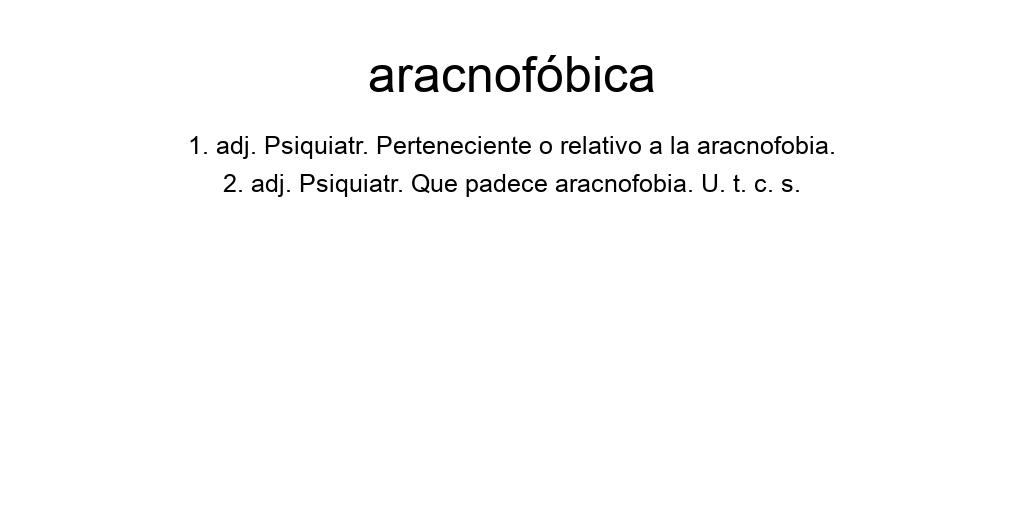 aracnofóbica
1. adj. Psiquiatr. Perteneciente o relativo a la aracnofobia.
2. adj. Psiquiatr. Que padece aracnofobia. U. t. c. s.